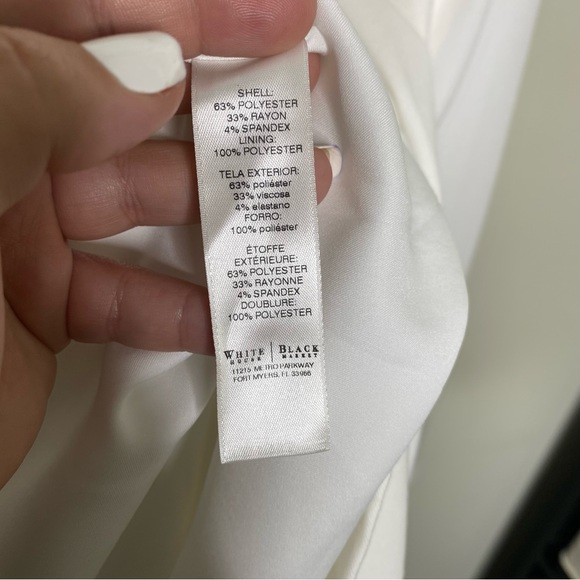 SHELL:
63% POLYESTER
33% RAYON
4% SPANDEX
LINING:
100% POLYESTER
TELA EXTERIOR:
63% poliéster
33% viscosa
4% elastano
FORRO:
100% POLYESTER
ÉTOFFE
EXTÉRIEURE:
63% POLYESTER
33% RAYONNE
4% SPANDEX
DOUBLURE:
100% POLYESTER
WHITE HOUSE | BLACK MARKET
11215 METRO PARKWAY
FORT MYERS, FL 33966